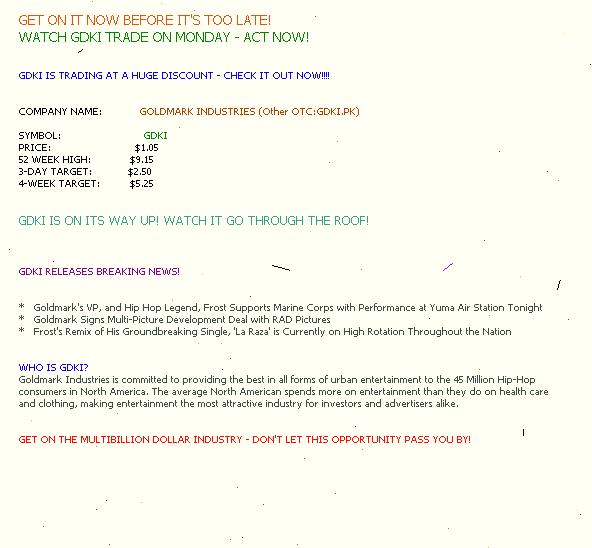 GET ON IT NOW BEFORE IT'S TOO LATE!
WATCH GDKI TRADE ON MONDAY - ACT NOW!
GDKI IS TRADING AT A HUGE DISCOUNT - CHECK IT OUT NOW!!!!
COMPANY NAME: GOLDMARK INDUSTRIES (Other OTC:GDKI.PK)
SYMBOL: GDKI
PRICE: $1.05
52 WEEK HIGH: $9.15
3-DAY TARGET: $2.50
4-WEEK TARGET: $5.25
GDKI IS ON ITS WAY UP! WATCH IT GO THROUGH THE ROOF!
GDKI RELEASES BREAKING NEWS!
* Goldmark's VP, and Hip Hop Legend, Frost Supports Marine Corps with Performance at Yuma Air Station Tonight
* Goldmark Signs Multi-Picture Development Deal with RAD Pictures
* Frost's Remix of His Groundbreaking Single, 'La Raza' is Currently on High Rotation Throughout the Nation
WHO IS GDKI?
Goldmark Industries is committed to providing the best in all forms of urban entertainment to the 45 Million Hip-Hop
consumers in North America. The average North American spends more on entertainment than they do on health care
and clothing, making entertainment the most attractive industry for investors and advertisers alike.
GET ON THE MULTIBILLION DOLLAR INDUSTRY - DON'T LET THIS OPPORTUNITY PASS YOU BY!